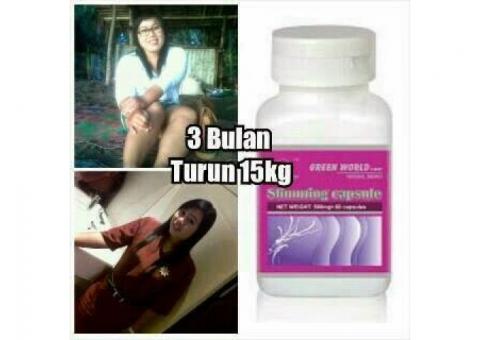 3 Bulan
Turun 15kg
GREEN WORLD
Slimming capsule
NET WEIGHT 500mg* 60 capsules